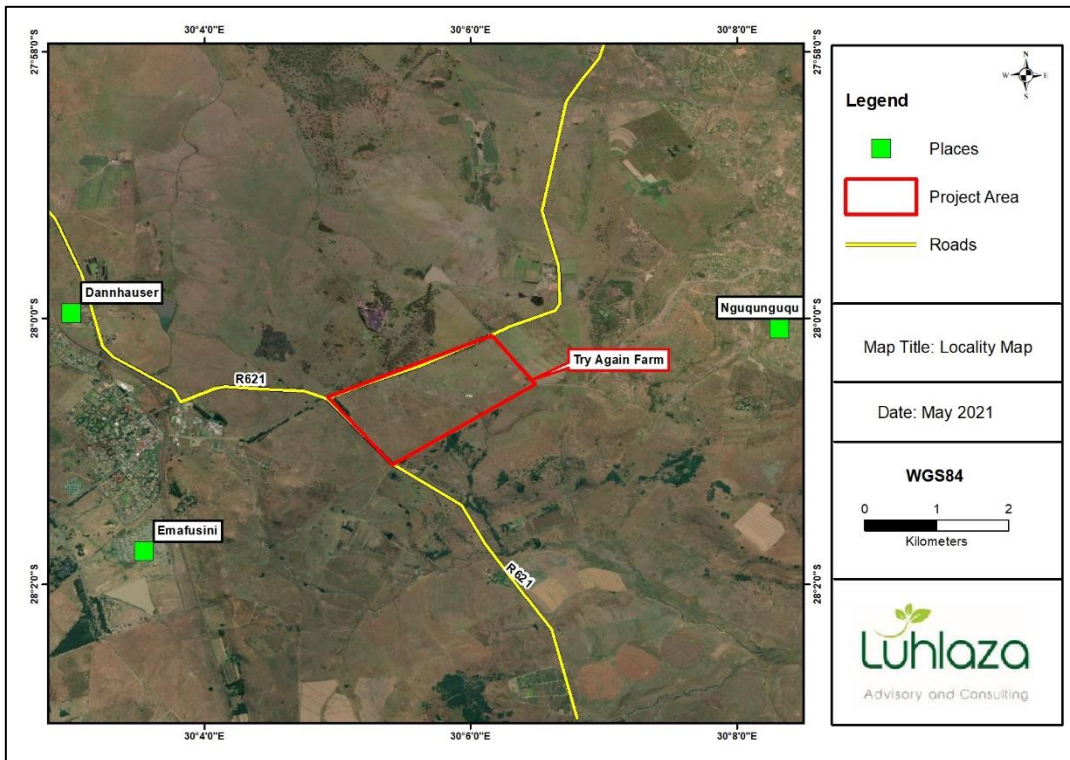 30°4'0"E
30°6'0"E
30°8'0"E
27°58'0"S
27°58'0"S
28°0'0"S
28°0'0"S
28°2'0"S
28°2'0"S
Dannhauser
Nguqunguqu
Try Again Farm
R621
Emafusini
R621
30°4'0"E
30°6'0"E
30°8'0"E
N
W
E
S
Legend
Places
Project Area
Roads
Map Title: Locality Map
Date: May 2021
WGS84
0 1 2
Kilometers
Luhlaza
Advisory and Consulting